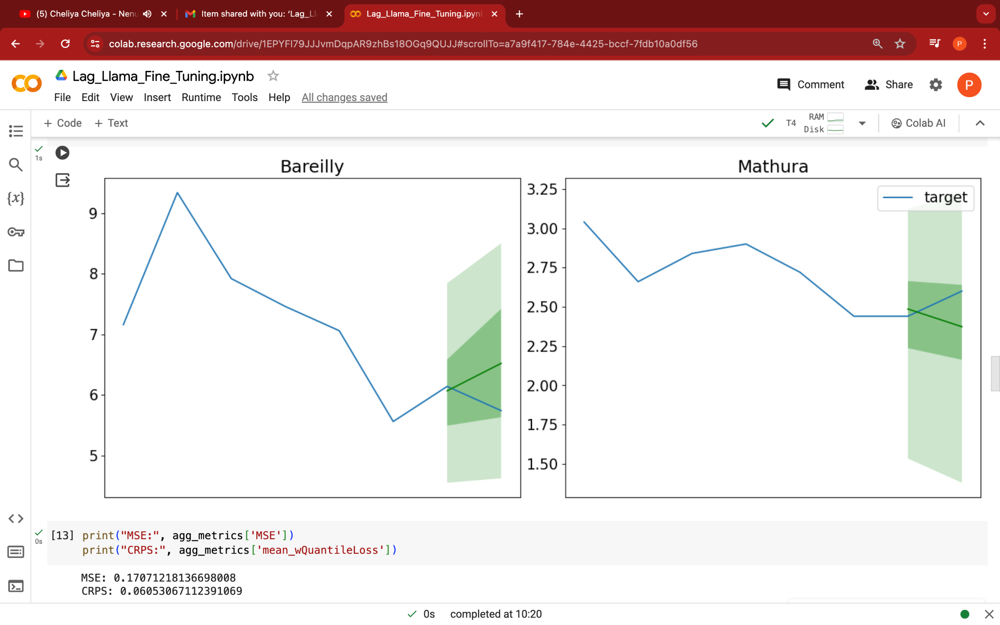 (5) Cheliya Cheliya - Nenu
Item shared with you: ‘Lag_Ll
Lag_Llama_Fine_Tuning.ipyn
colab.research.google.com/drive/1EPYFl79JJJvmDqpAR9zhBs18OGq9QUJJ#scrollTo=a7a9f417-784e-4425-bccf-7fdb10a0df56
P
Lag_Llama_Fine_Tuning.ipynb
Comment
Share
P
File Edit View Insert Runtime Tools Help All changes saved
+ Code + Text
T4
RAM
Disk
Colab AI
1s
{x}
Bareilly
9
8
7
6
5
Mathura
target
3.25
3.00
2.75
2.50
2.25
2.00
1.75
1.50
0s
[13] print("MSE:", agg_metrics['MSE'])
print("CRPS:", agg_metrics['mean_wQuantileLoss'])
MSE: 0.17071218136698008
CRPS: 0.06053067112391069
0s completed at 10:20